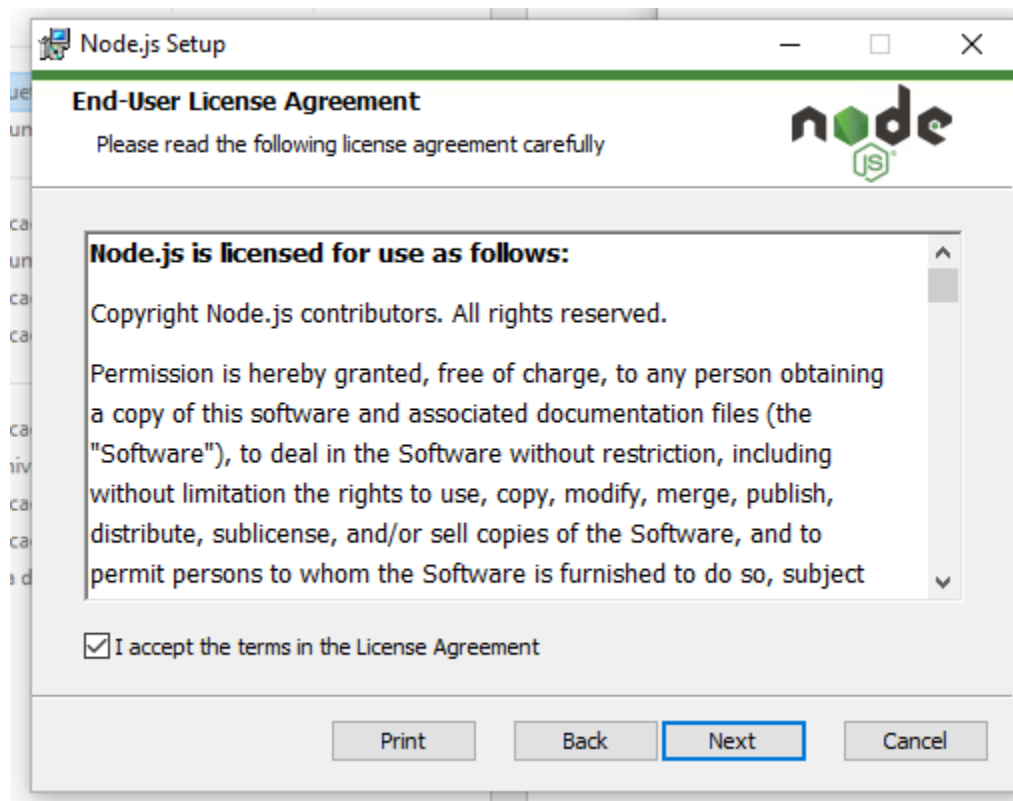 Node.js Setup
End-User License Agreement
Please read the following license agreement carefully
node
JS
Node.js is licensed for use as follows:
Copyright Node.js contributors. All rights reserved.
Permission is hereby granted, free of charge, to any person obtaining
a copy of this software and associated documentation files (the
"Software"), to deal in the Software without restriction, including
without limitation the rights to use, copy, modify, merge, publish,
distribute, sublicense, and/or sell copies of the Software, and to
permit persons to whom the Software is furnished to do so, subject
I accept the terms in the License Agreement
Print Back Next Cancel